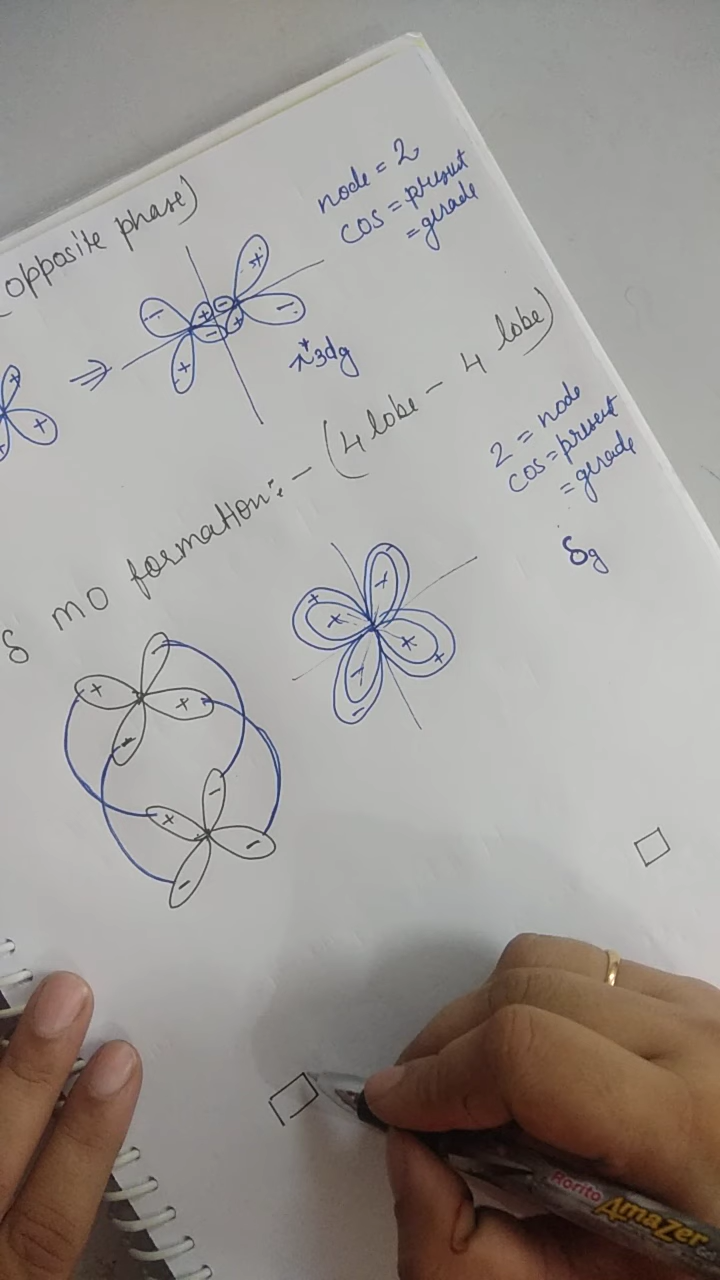 (opposite phase)
node = 2
cos = present
= gerade
+
+
⇒
-
+
+
-
-
+
+
-
π*3dg
δ MO formation:- (4 lobe - 4 lobe)
2 = node
cos = present
= gerade
δg
+
+
+
+
-
+
+
-
+
-
-
-
Rorito
AmaZer